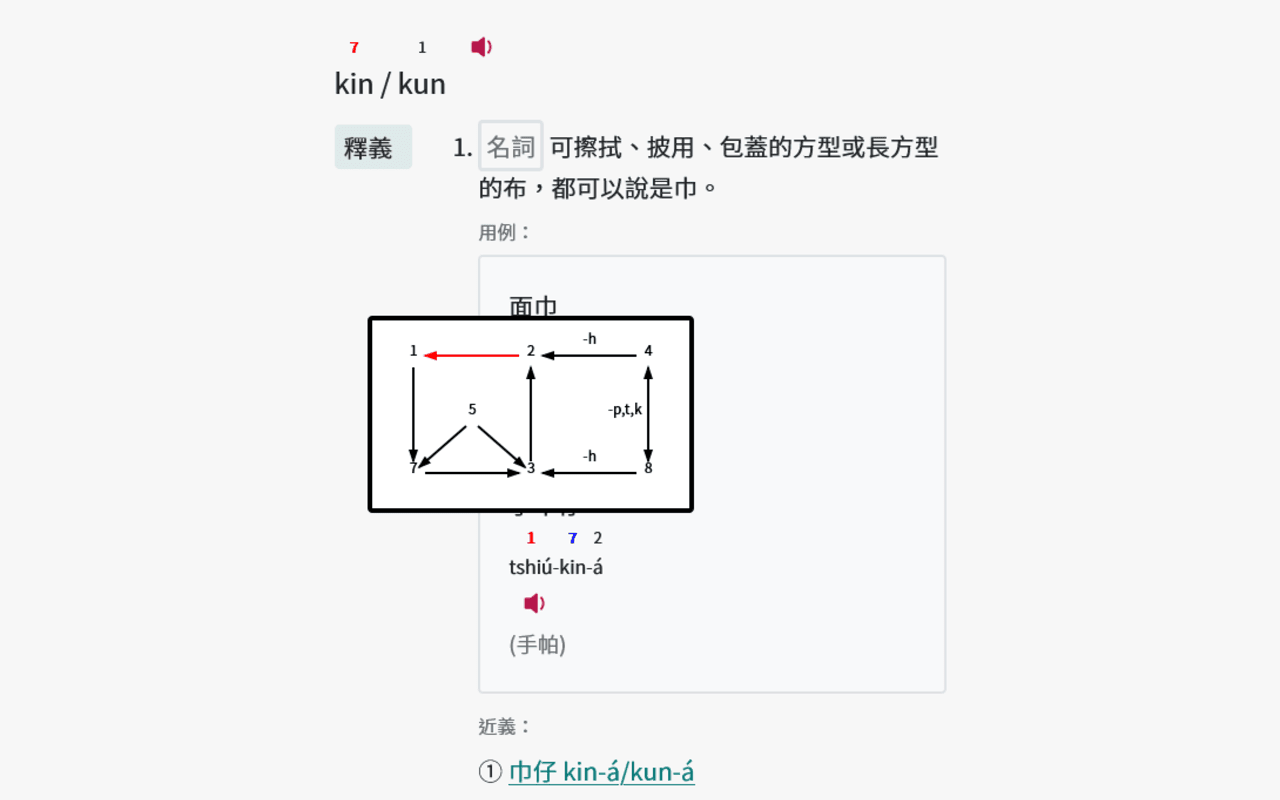 7 1
kin / kun
釋義 1. 名詞 可擦拭、披用、包蓋的方型或長方型
的布，都可以說是巾。
用例：
面巾
-h
1 2 4
5 -p,t,k
-h
7 3 8
1 7 2
tshiú-kin-á
(手帕)
近義：
① 巾仔 kin-á/kun-á